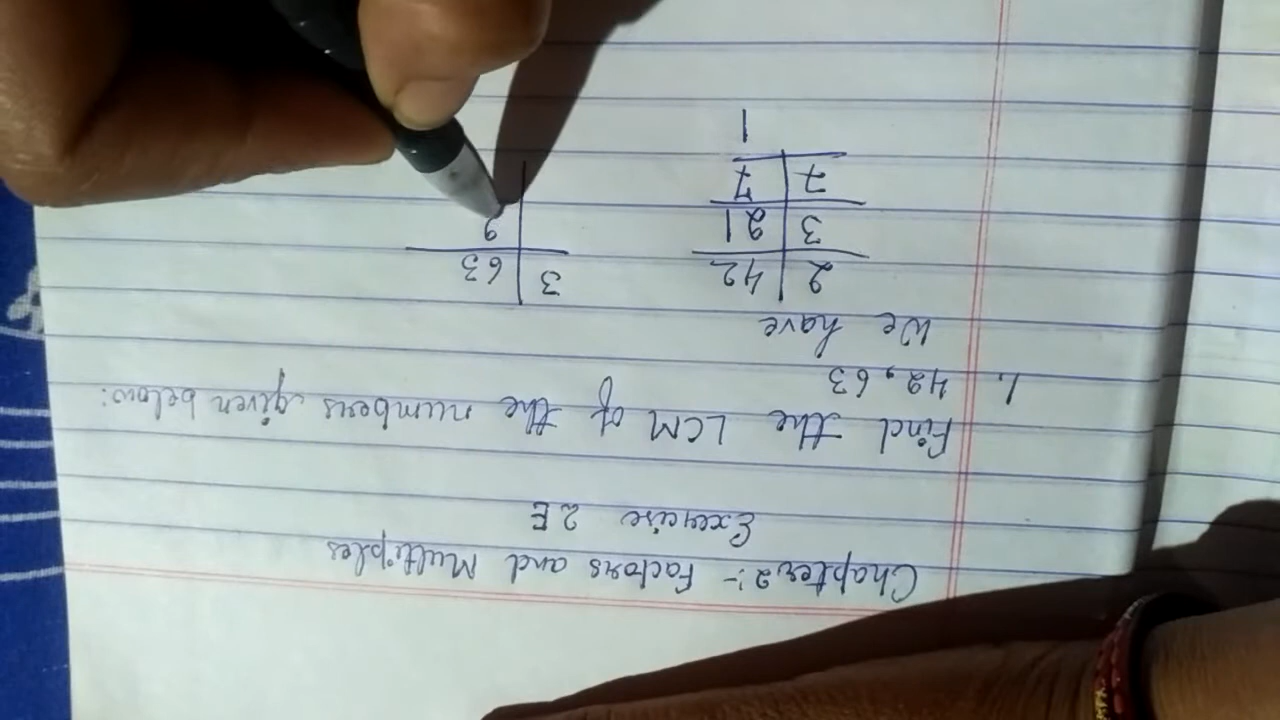 Chapter 2:- Factors and Multiples
Exercise 2E
Find the LCM of the numbers given below:
1. 42, 63
We have
2 42 3 63
3 21 2
7 7
1